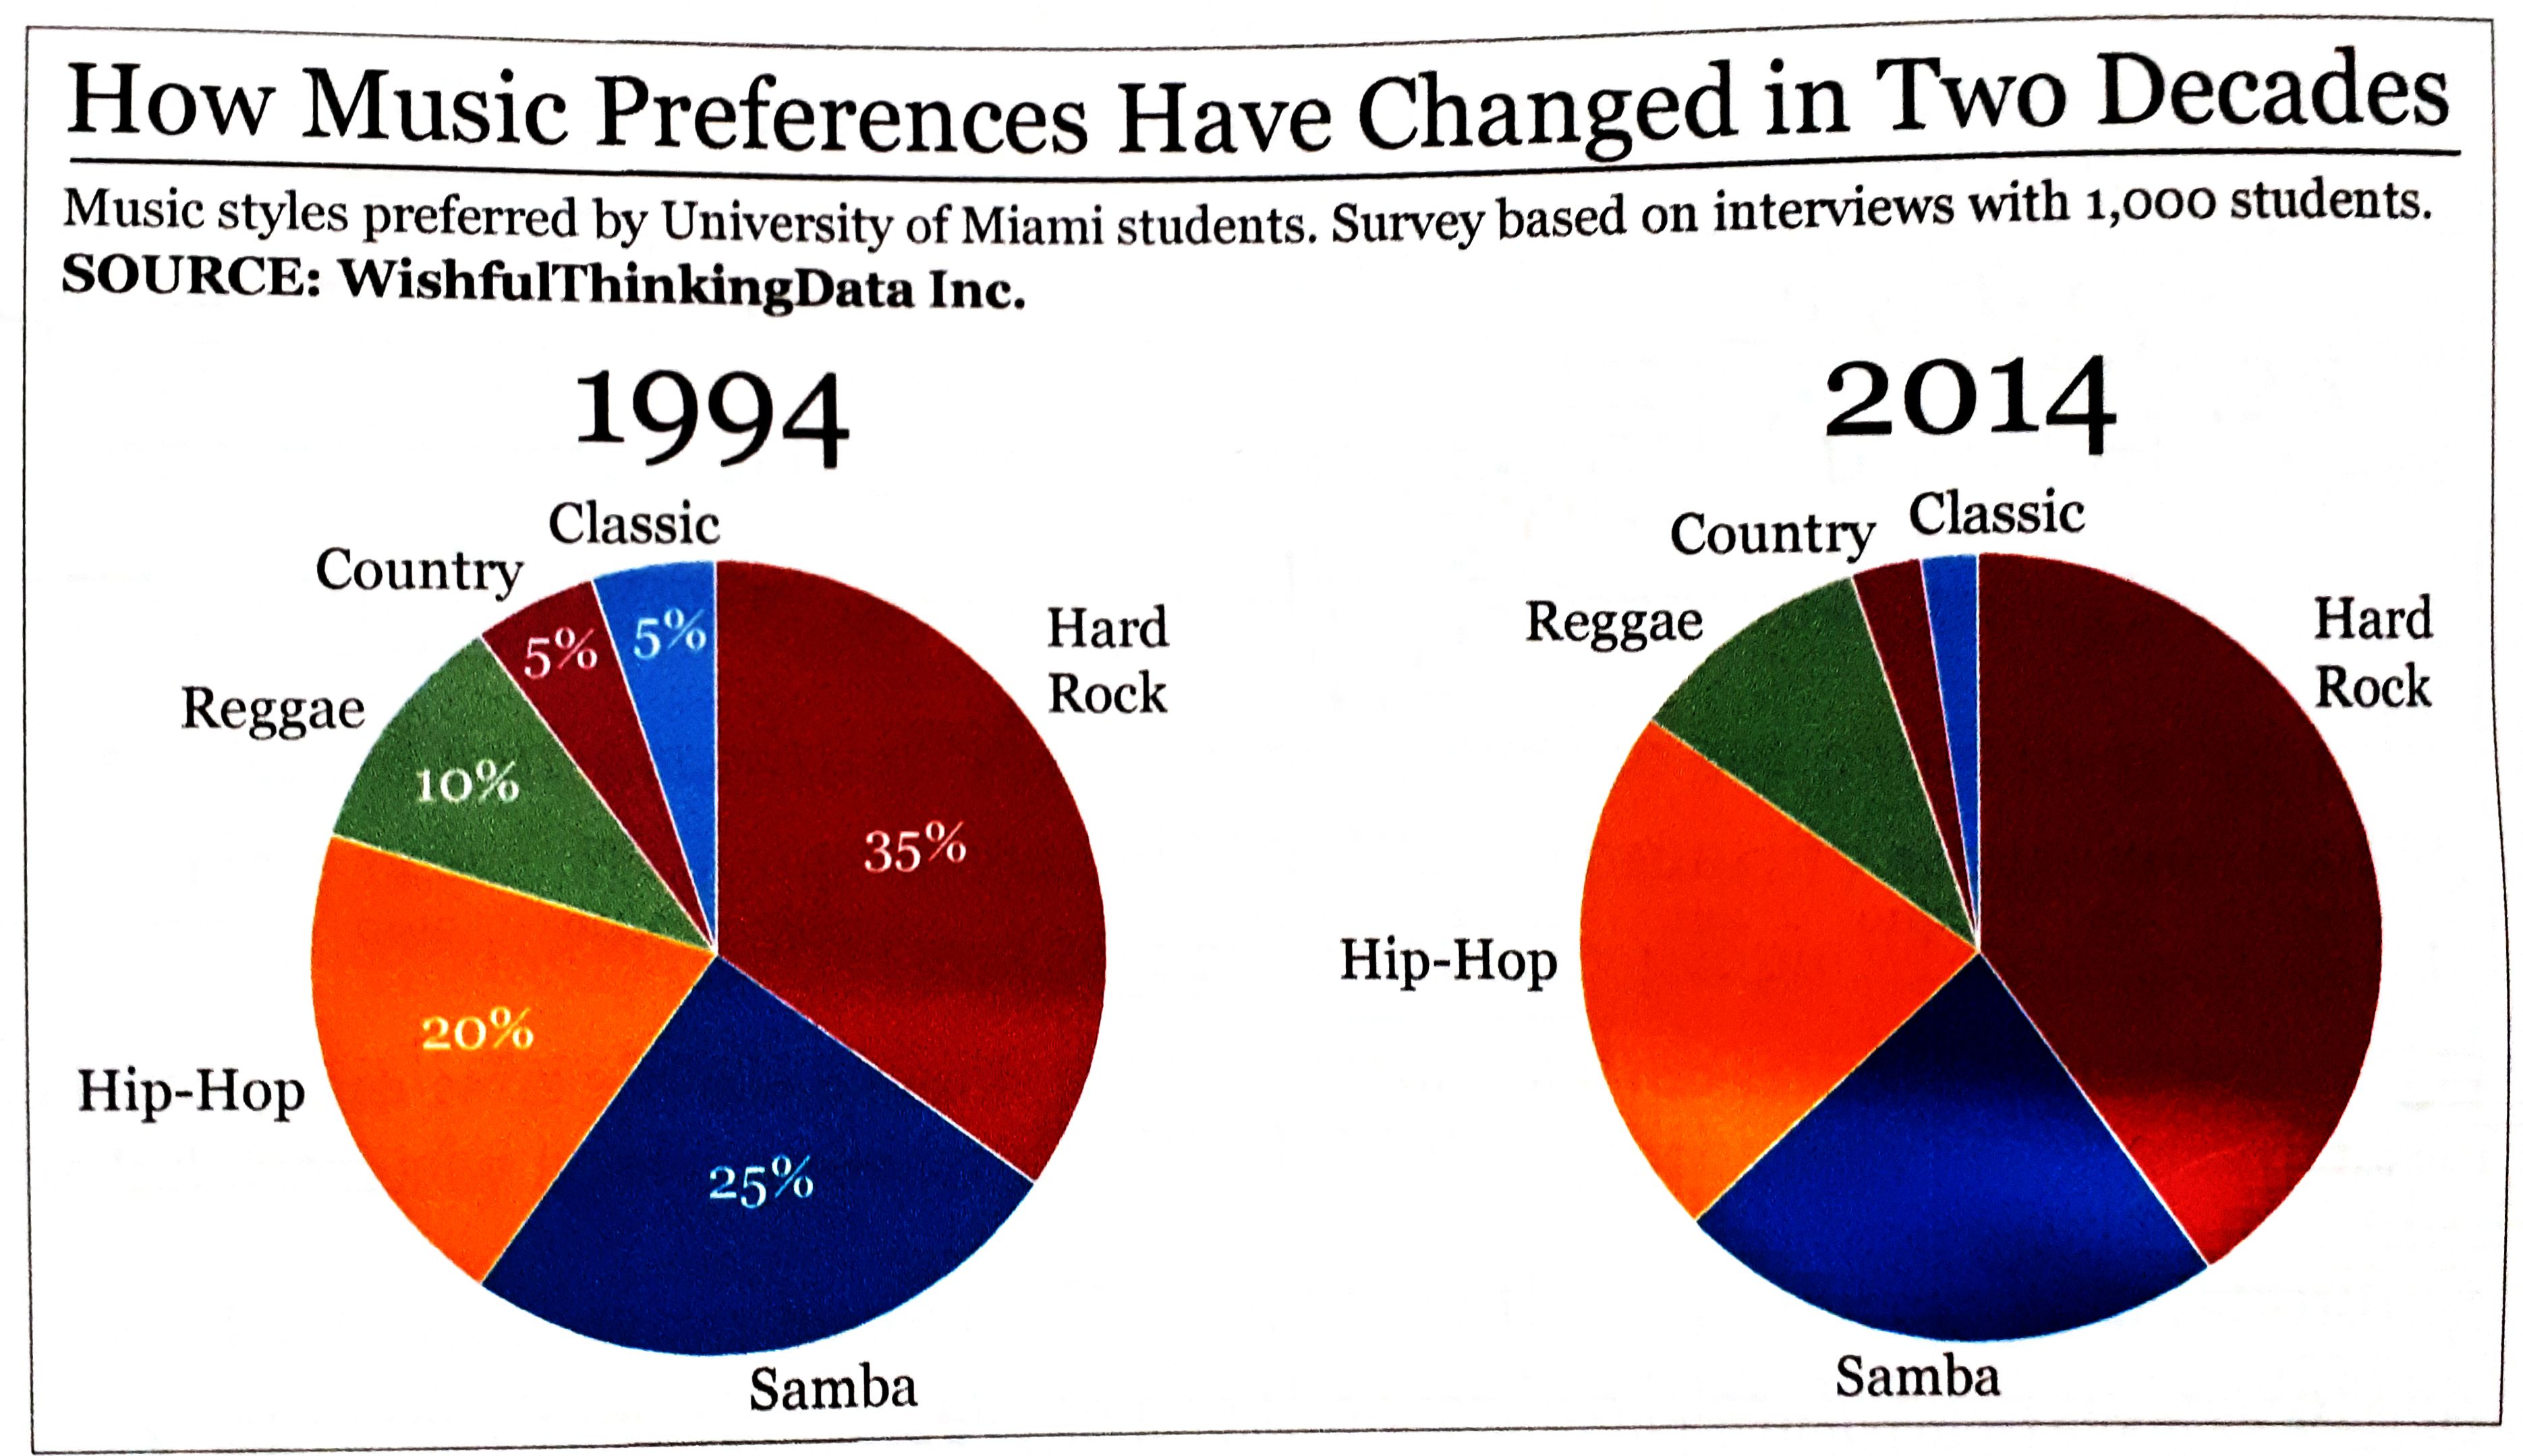 How Music Preferences Have Changed in Two Decades
Music styles preferred by University of Miami students. Survey based on interviews with 1,000 students.
SOURCE: WishfulThinkingData Inc.
1994
Classic
Country
Reggae
Hip-Hop
Samba
Hard
Rock
5%
5%
10%
20%
25%
35%
2014
Classic
Country
Reggae
Hip-Hop
Samba
Hard
Rock